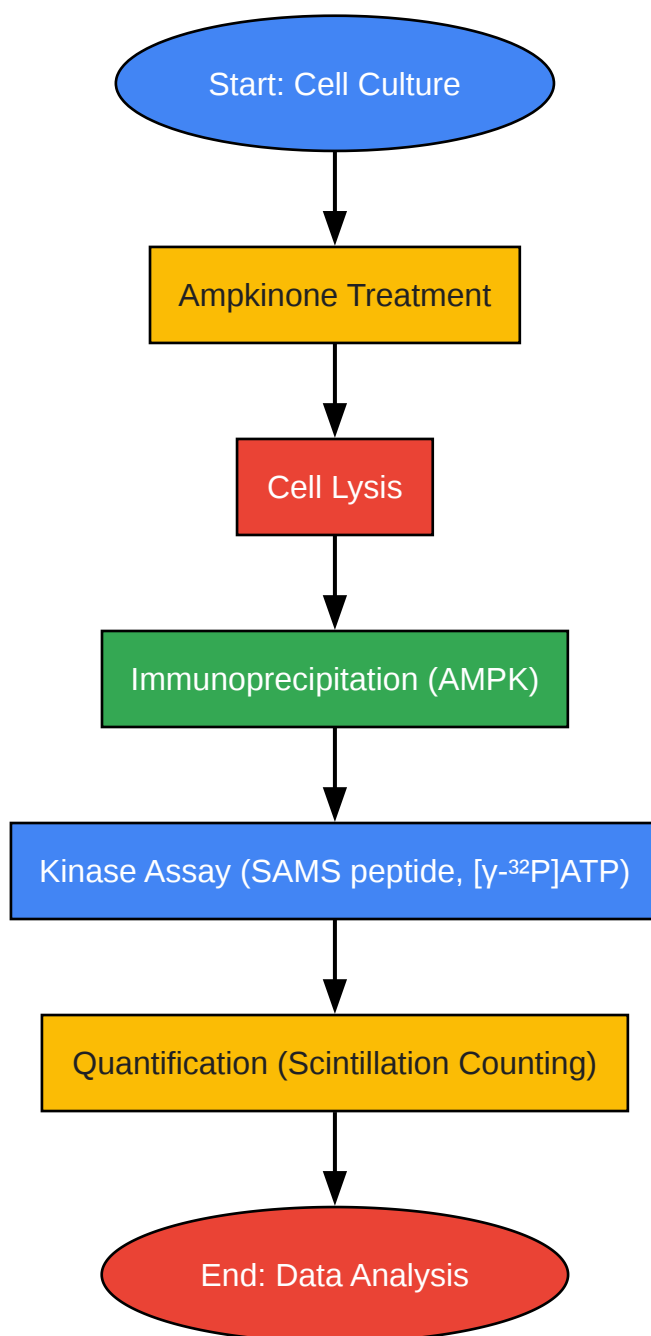 Start: Cell Culture
Ampkinone Treatment
Cell Lysis
Immunoprecipitation (AMPK)
Kinase Assay (SAMS peptide, [γ-³²P]ATP)
Quantification (Scintillation Counting)
End: Data Analysis